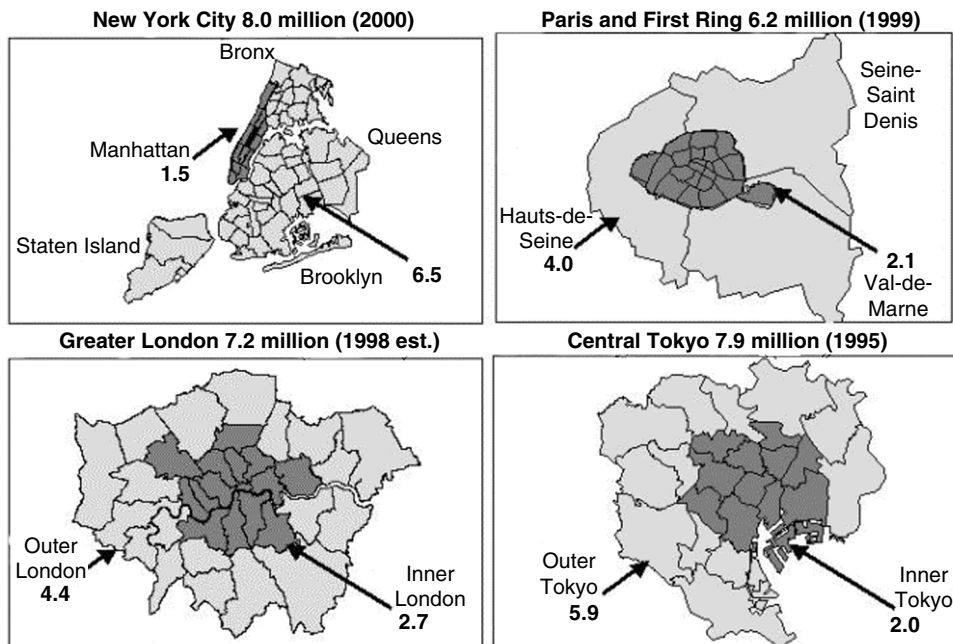 New York City 8.0 million (2000)
Bronx
Manhattan
1.5
Queens
Staten Island
Brooklyn
6.5
Paris and First Ring 6.2 million (1999)
Seine-
Saint
Denis
Hauts-de-
Seine
4.0
2.1
Val-de-
Marne
Greater London 7.2 million (1998 est.)
Outer
London
4.4
Inner
London
2.7
Central Tokyo 7.9 million (1995)
Outer
Tokyo
5.9
Inner
Tokyo
2.0